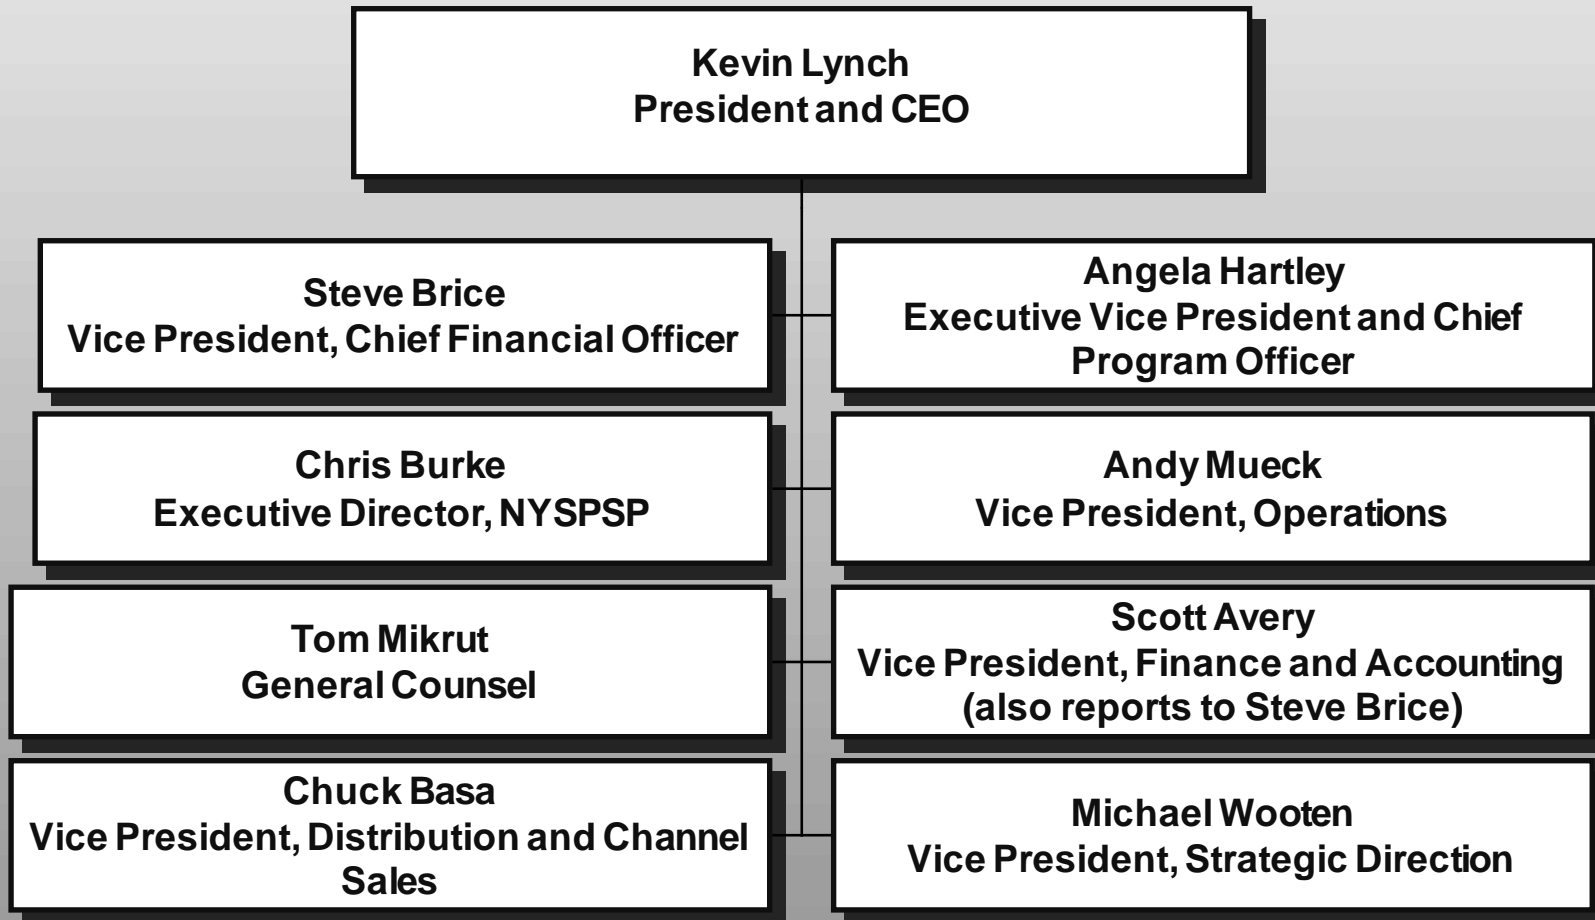 Kevin Lynch
President and CEO
Steve Brice
Vice President, Chief Financial Officer
Angela Hartley
Executive Vice President and Chief
Program Officer
Chris Burke
Executive Director, NYSPSP
Andy Mueck
Vice President, Operations
Tom Mikrut
General Counsel
Scott Avery
Vice President, Finance and Accounting
(also reports to Steve Brice)
Chuck Basa
Vice President, Distribution and Channel
Sales
Michael Wooten
Vice President, Strategic Direction